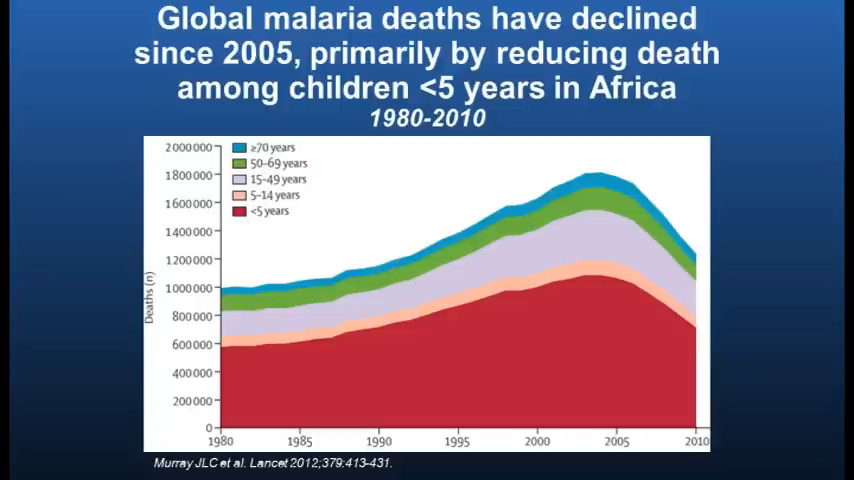 Global malaria deaths have declined
since 2005, primarily by reducing death
among children <5 years in Africa
1980-2010
2000000
1800000
1600000
1400000
1200000
1000000
800000
600000
400000
200000
0
Deaths (n)
≥70 years
50–69 years
15–49 years
5–14 years
<5 years
1980
1985
1990
1995
2000
2005
2010
Murray JLC et al. Lancet 2012;379:413-431.